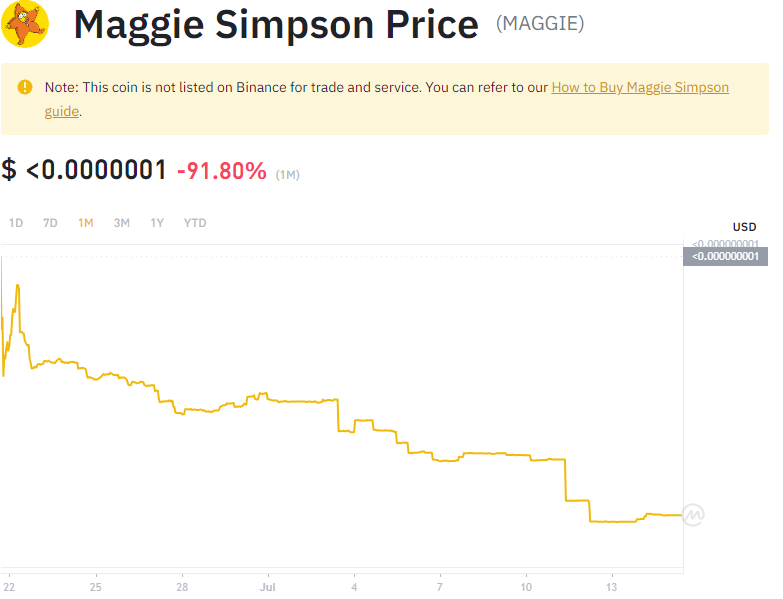 Maggie Simpson Price (MAGGIE)
Note: This coin is not listed on Binance for trade and service. You can refer to our How to Buy Maggie Simpson
guide.
$ <0.0000001 -91.80% (1M)
1D 7D 1M 3M 1Y YTD
USD
<0.000000001
<0.000000001
22 25 28 Jul 4 7 10 13